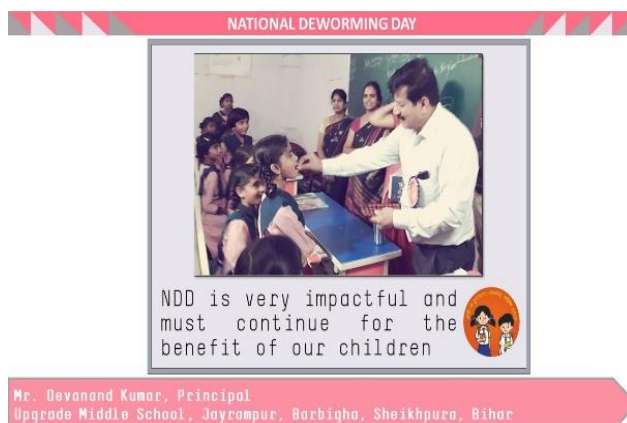 NATIONAL DEWORMING DAY
NDD is very impactful and
must continue for the
benefit of our children
Mr. Devanand Kumar, Principal
Upgrade Middle School, Jayrampur, Barbigha, Sheikhpura, Bihar